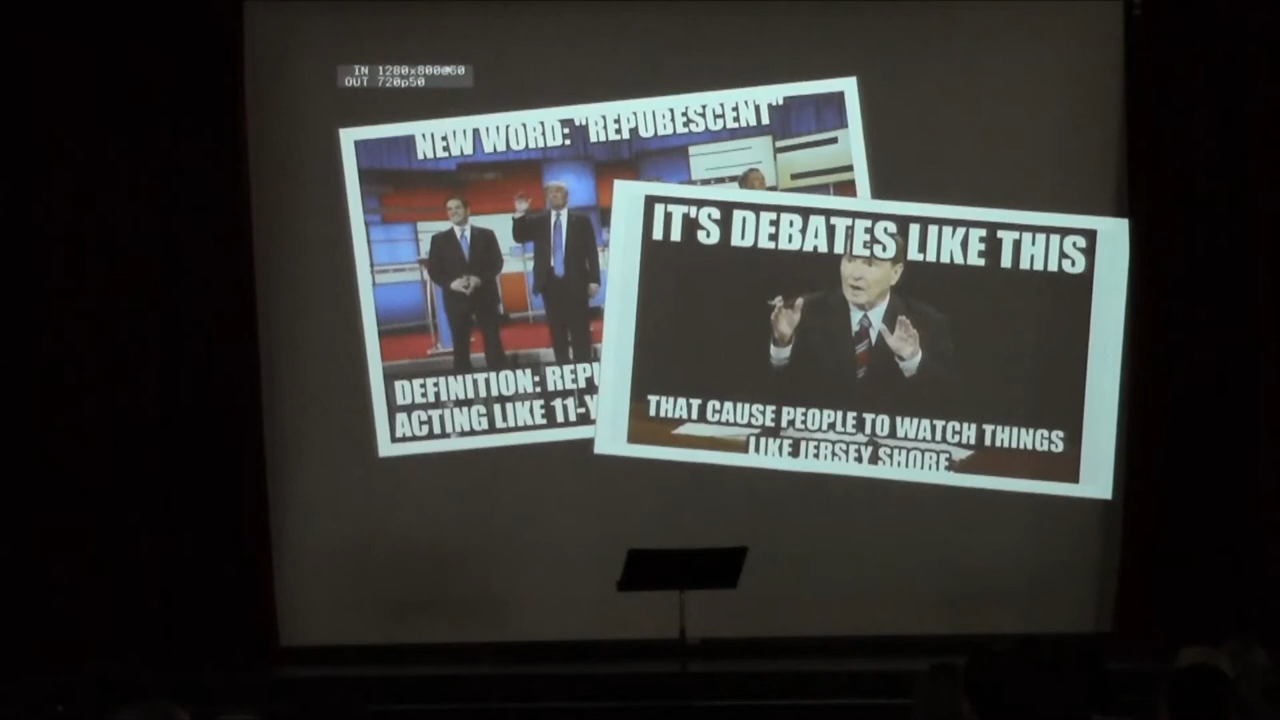 IN 1280x800@60
OUT 720p50
NEW WORD: "REPUBESCENT"
DEFINITION: REPU
ACTING LIKE 11-Y
IT'S DEBATES LIKE THIS
THAT CAUSE PEOPLE TO WATCH THINGS
LIKE JERSEY SHORE.